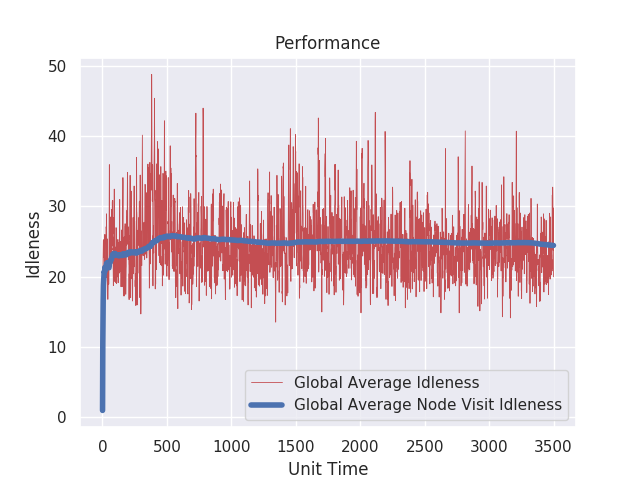 Performance
50
40
30
20
10
0
Idleness
Global Average Idleness
Global Average Node Visit Idleness
0 500 1000 1500 2000 2500 3000 3500
Unit Time